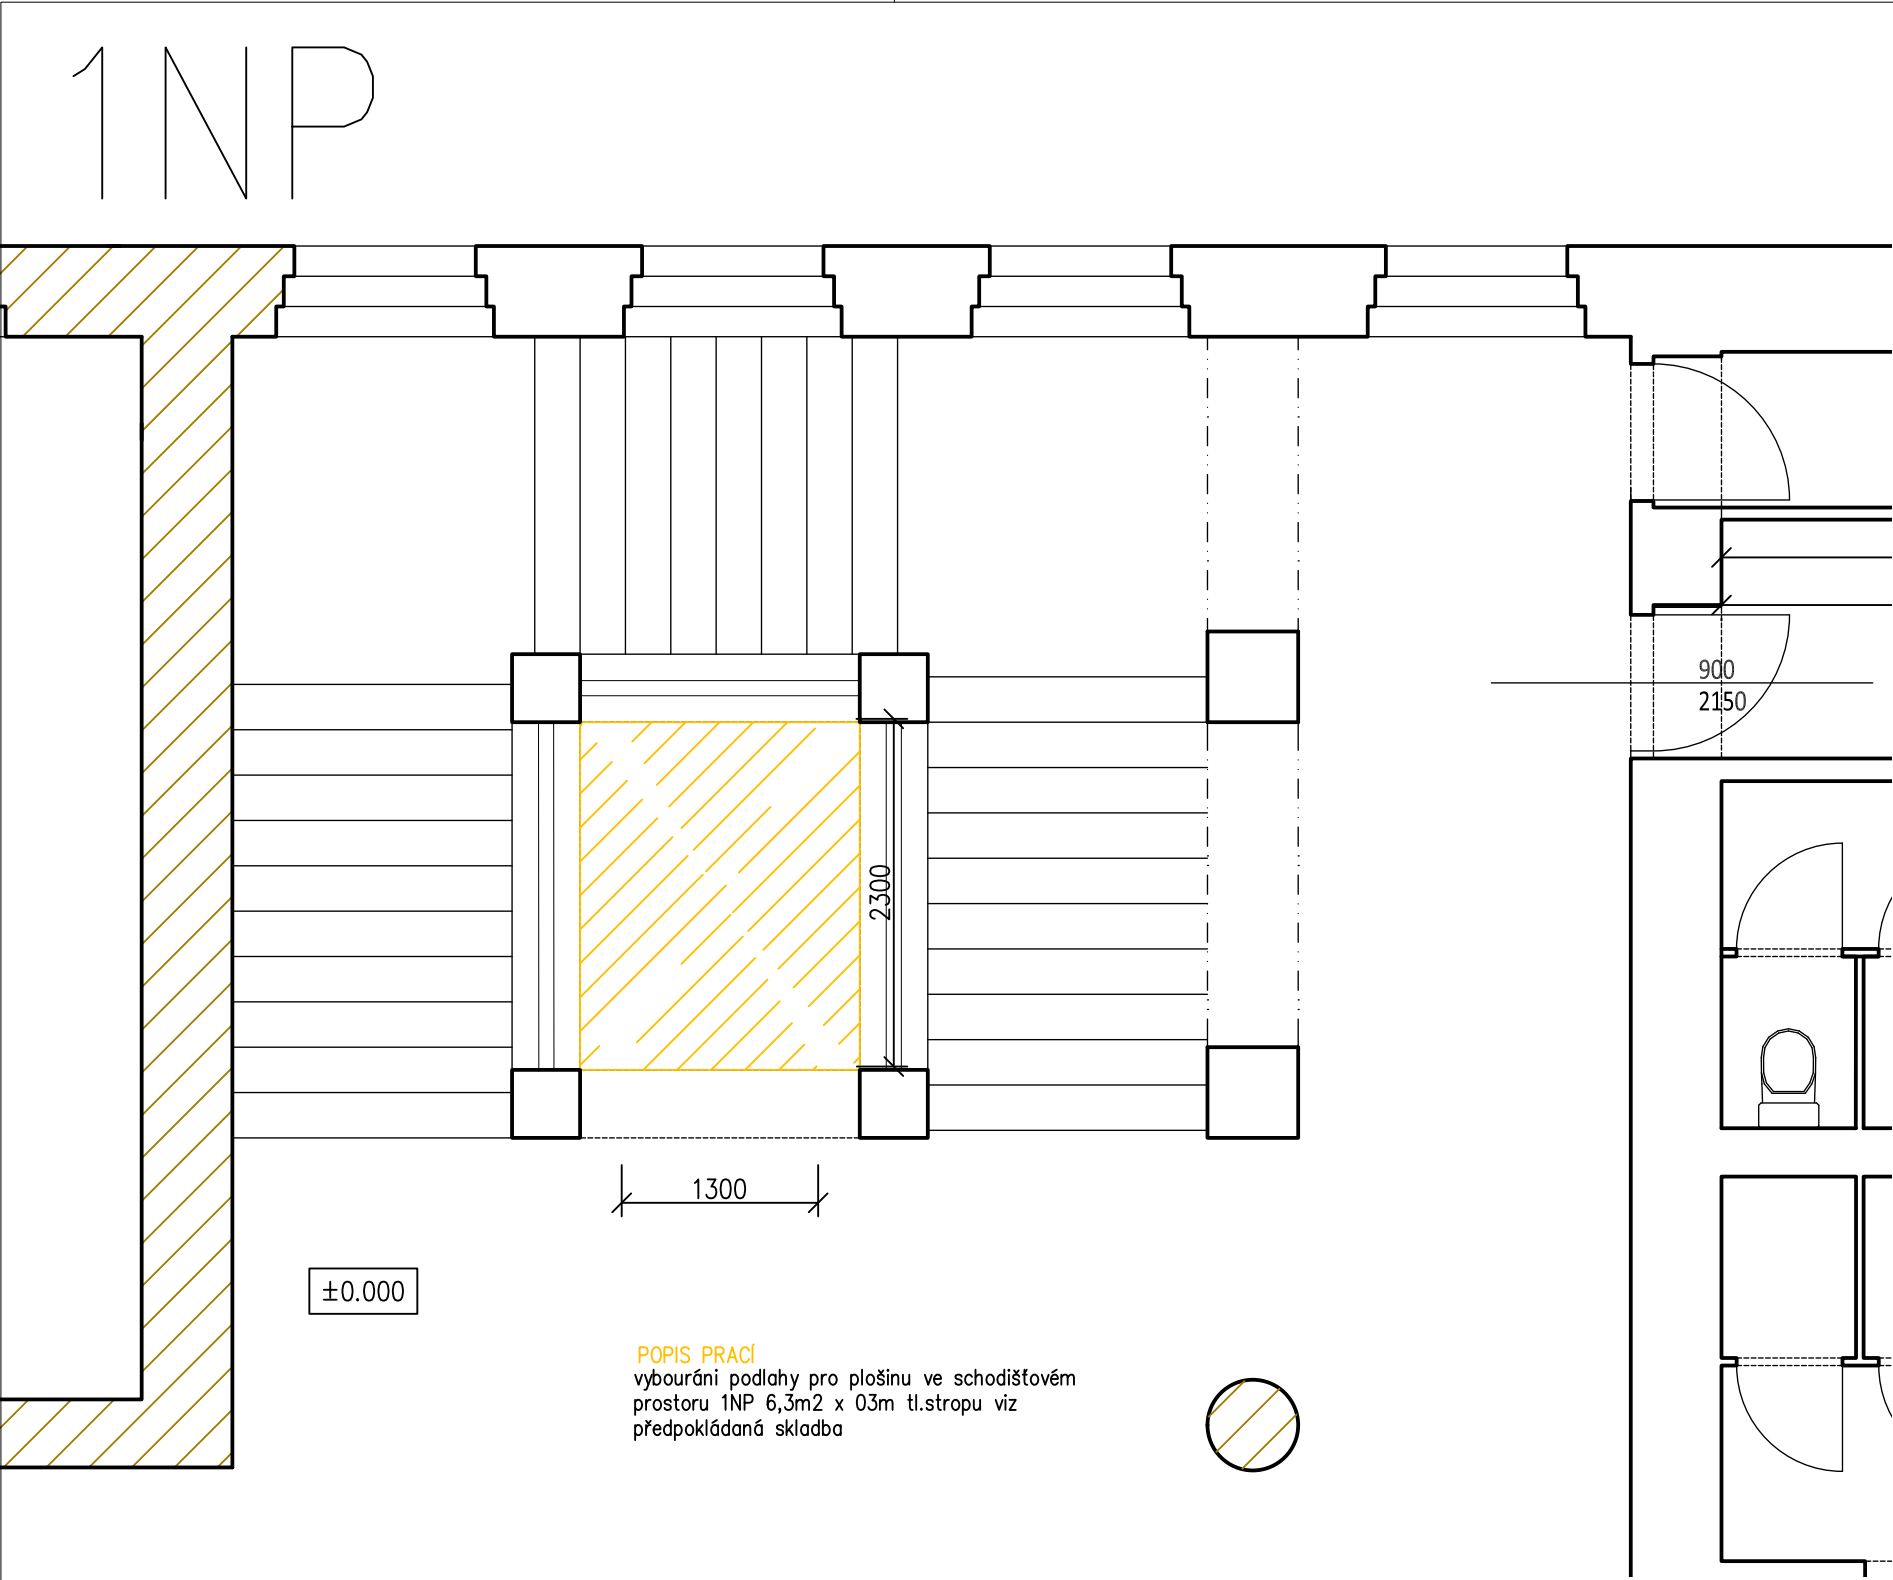 1NP
900
2150
2300
1300
±0.000
POPIS PRACÍ
vybouráni podlahy pro plošinu ve schodišťovém
prostoru 1NP 6,3m2 x 03m tl.stropu viz
předpokládaná skladba